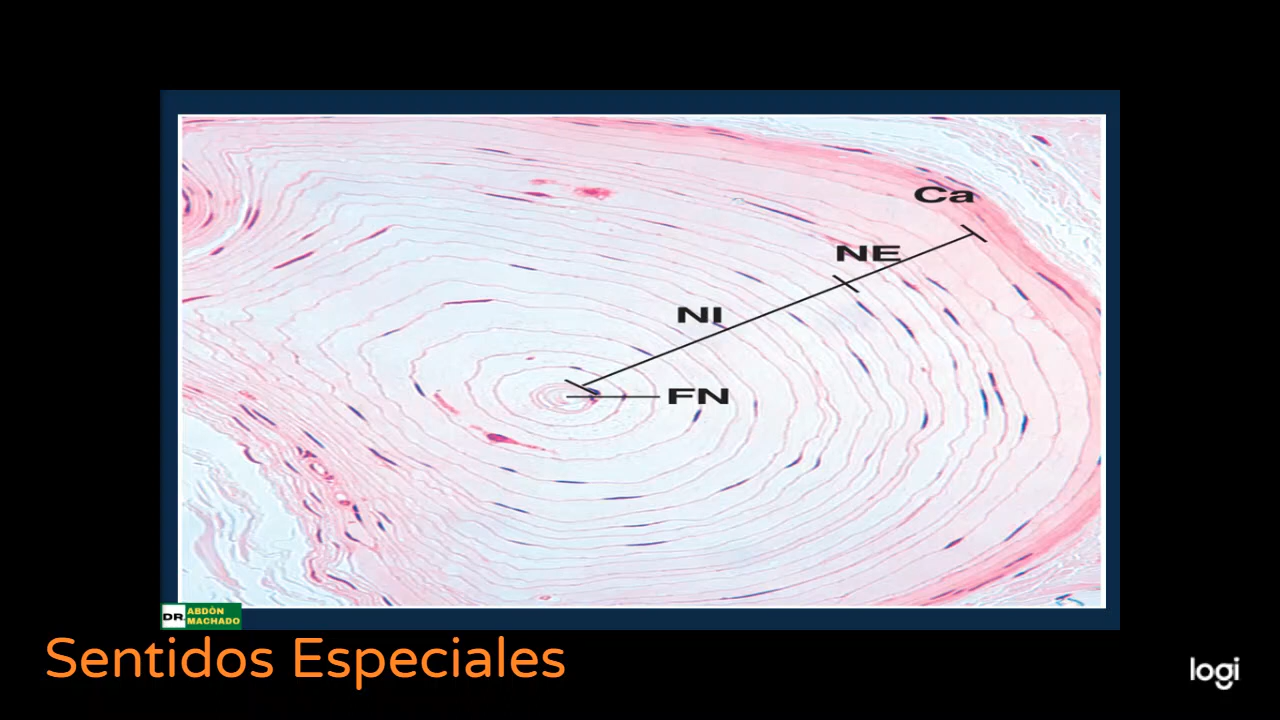 Ca
NE
NI
FN
DR. ABDÓN
MACHADO
Sentidos Especiales
logi